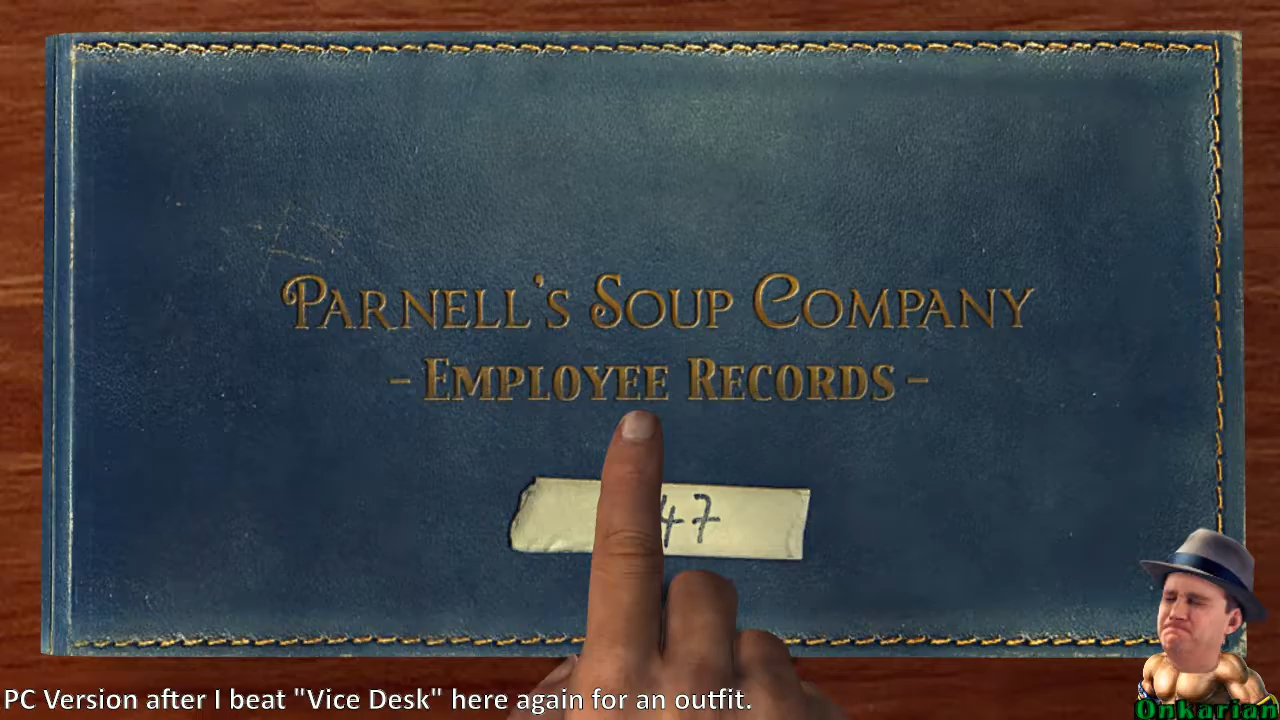 PARNELL'S SOUP COMPANY
- EMPLOYEE RECORDS -
47
PC Version after I beat "Vice Desk" here again for an outfit.
Onkarian